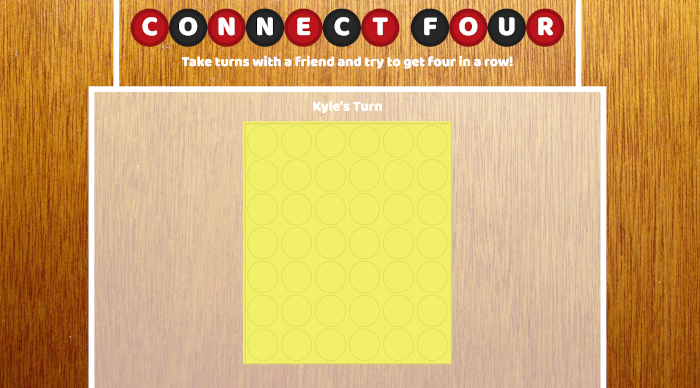 CONNECT FOUR
Take turns with a friend and try to get four in a row!
Kyle's Turn